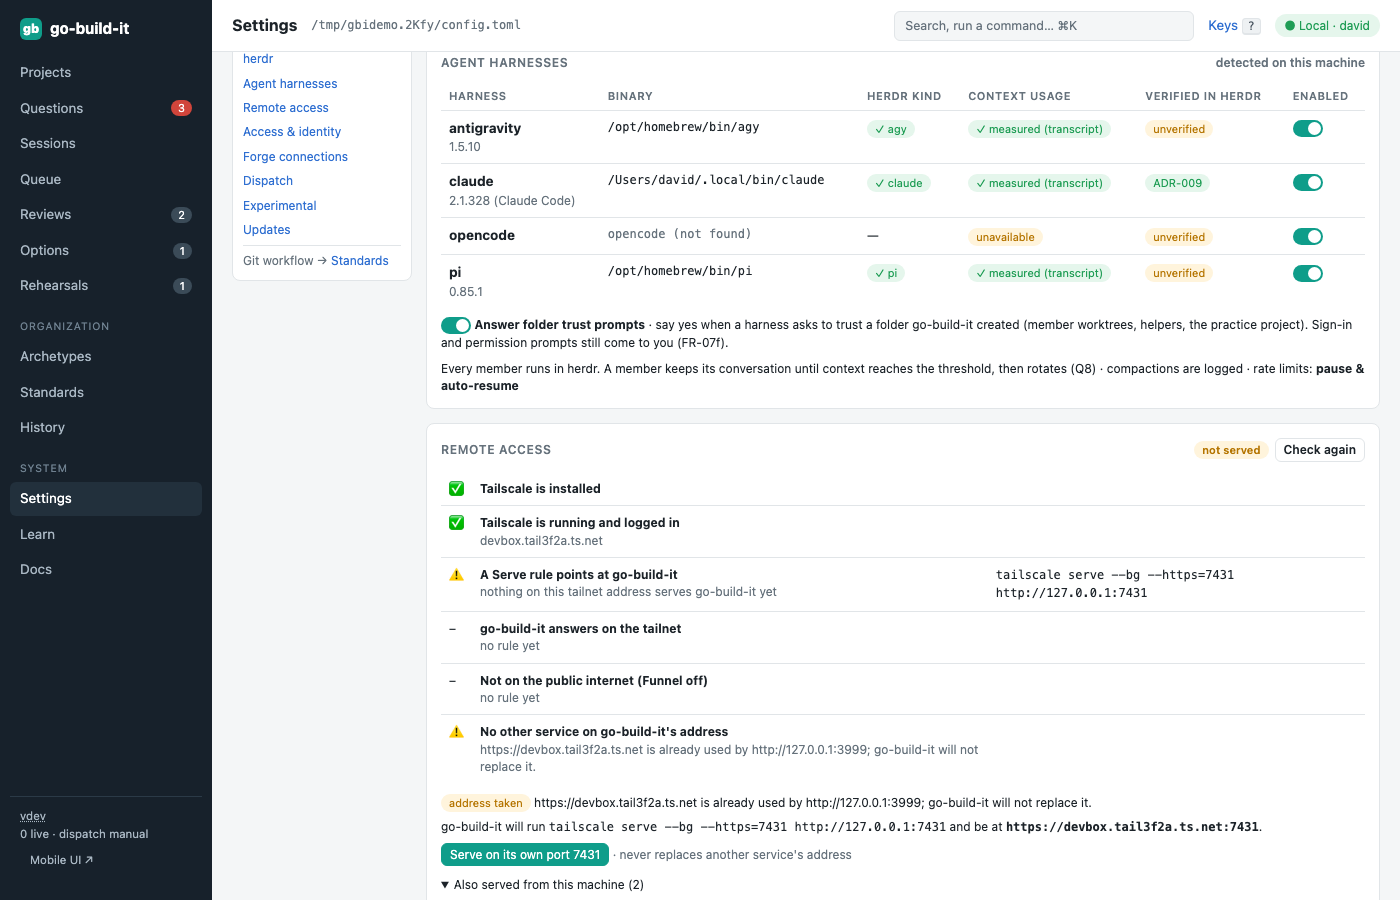 gb go-build-it
Projects
Questions 3
Sessions
Queue
Reviews 2
Options 1
Rehearsals 1
ORGANIZATION
Archetypes
Standards
History
SYSTEM
Settings
Learn
Docs
vdev
0 live · dispatch manual
Mobile UI ↗
Settings /tmp/gbidemo.2Kfy/config.toml
Search, run a command… ⌘K
Keys ?
Local · david
herdr
Agent harnesses
Remote access
Access & identity
Forge connections
Dispatch
Experimental
Updates
Git workflow → Standards
AGENT HARNESSES detected on this machine
HARNESS BINARY HERDR KIND CONTEXT USAGE VERIFIED IN HERDR ENABLED
antigravity /opt/homebrew/bin/agy ✓ agy ✓ measured (transcript) unverified
1.5.10
claude /Users/david/.local/bin/claude ✓ claude ✓ measured (transcript) ADR-009
2.1.328 (Claude Code)
opencode opencode (not found) — unavailable unverified
pi /opt/homebrew/bin/pi ✓ pi ✓ measured (transcript) unverified
0.85.1
Answer folder trust prompts · say yes when a harness asks to trust a folder go-build-it created (member worktrees, helpers, the practice project). Sign-in
and permission prompts still come to you (FR-07f).
Every member runs in herdr. A member keeps its conversation until context reaches the threshold, then rotates (Q8) · compactions are logged · rate limits: pause &
auto-resume
REMOTE ACCESS not served Check again
Tailscale is installed
Tailscale is running and logged in
devbox.tail3f2a.ts.net
A Serve rule points at go-build-it
nothing on this tailnet address serves go-build-it yet
tailscale serve --bg --https=7431
http://127.0.0.1:7431
– go-build-it answers on the tailnet
no rule yet
– Not on the public internet (Funnel off)
no rule yet
No other service on go-build-it's address
https://devbox.tail3f2a.ts.net is already used by http://127.0.0.1:3999; go-build-it will not
replace it.
address taken https://devbox.tail3f2a.ts.net is already used by http://127.0.0.1:3999; go-build-it will not replace it.
go-build-it will run tailscale serve --bg --https=7431 http://127.0.0.1:7431 and be at https://devbox.tail3f2a.ts.net:7431.
Serve on its own port 7431 · never replaces another service's address
▼ Also served from this machine (2)